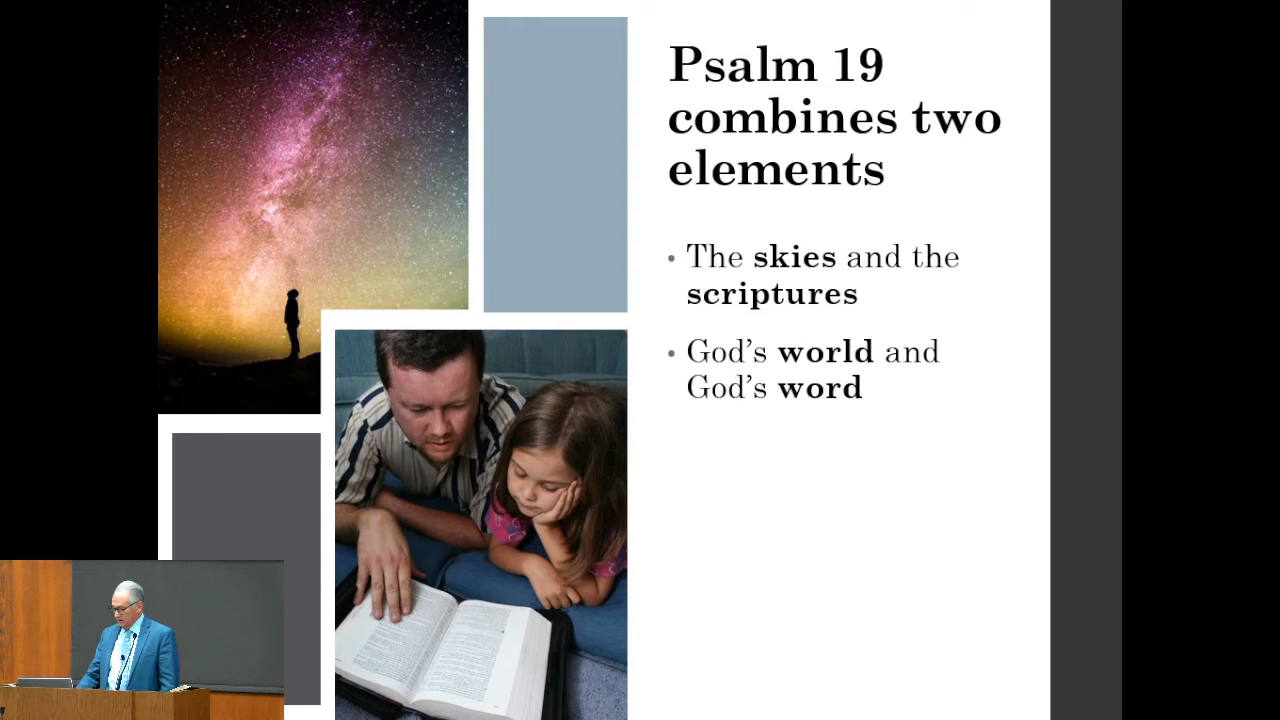 Psalm 19
combines two
elements
• The skies and the
scriptures
• God's world and
God's word